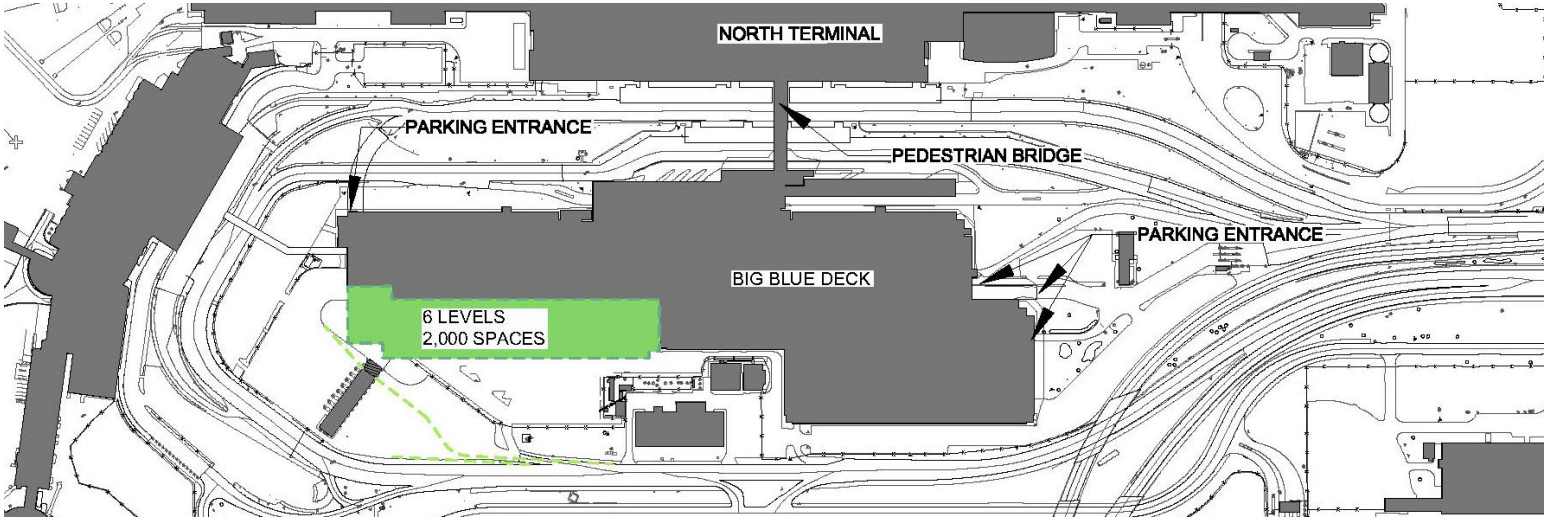 NORTH TERMINAL
PARKING ENTRANCE
PEDESTRIAN BRIDGE
PARKING ENTRANCE
BIG BLUE DECK
6 LEVELS
2,000 SPACES